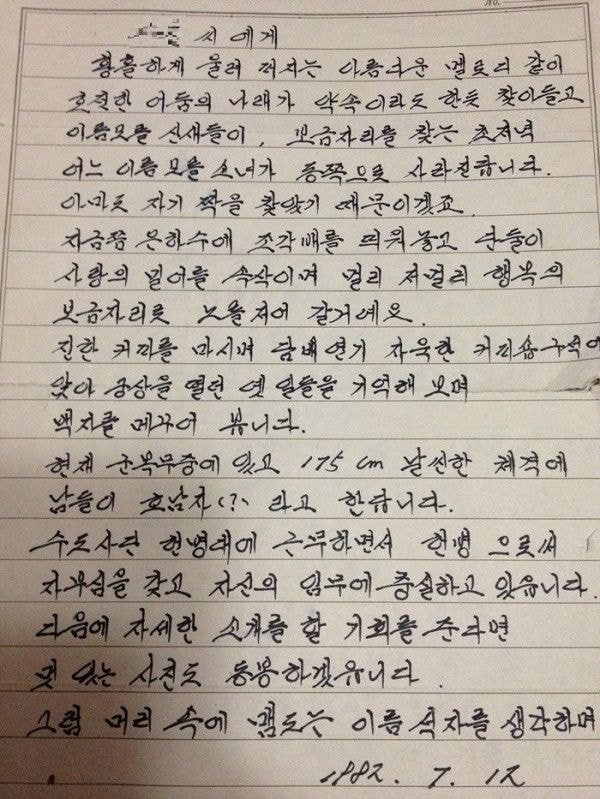 NO.
씨에게
황홀하게 울려 퍼지는 아름다운 멜로디 같이
호젓한 어둠의 나래가 약속이라도 한듯 찾아들고
이름모를 산새들이, 보금자리를 찾는 초저녁
어느 이름 모를 소녀가 동쪽으로 사라진답니다.
아마도 자기 짝을 찾았기 때문이겠죠.
지금쯤 은하수에 조각배를 띄워놓고 단둘이
사랑의 밀어를 속삭이며 멀리 저멀리 행복의
보금자리로 노를저어 갈거예요.
진한 커피를 마시며 담배연기 자욱한 커피숍구석에
앉아 궁상을 떨던 옛 일들을 기억해 보며
백지를 메꾸어 봅니다.
현재 군복무중에 있고 175 cm 날씬한 체격에
남들이 호남자(?) 라고 한답니다.
수도사단 헌병대에 근무하면서 헌병 으로써
자부심을 갖고 자신의 임무에 충실하고 있읍니다.
다음에 자세한 소개를 할 기회를 준다면
멋 있는 사진도 동봉하겠읍니다.
그럼 머리 속에 맴도는 이름 석자를 생각하며
1982. 7. 12